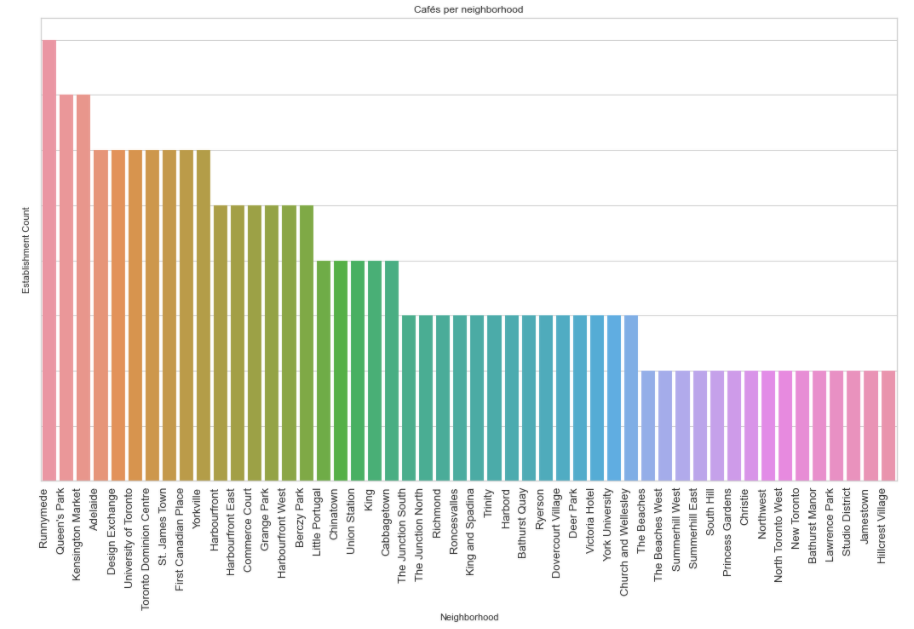 Cafés per neighborhood
Establishment Count
Runnymede
Queen's Park
Kensington Market
Adelaide
Design Exchange
University of Toronto
Toronto Dominion Centre
St. James Town
First Canadian Place
Yorkville
Harbourfront
Harbourfront East
Commerce Court
Grange Park
Harbourfront West
Berczy Park
Little Portugal
Chinatown
Union Station
King
Cabbagetown
The Junction South
The Junction North
Roncesvalles
King and Spadina
Trinity
Harbord
Bathurst Quay
Ryerson
Dovercourt Village
Deer Park
Victoria Hotel
York University
Church and Wellesley
The Beaches
The Beaches West
Summerhill West
Summerhill East
South Hill
Princess Gardens
Christie
Northwest
North Toronto West
New Toronto
Bathurst Manor
Lawrence Park
Studio District
Jamestown
Hillcrest Village
Neighborhood